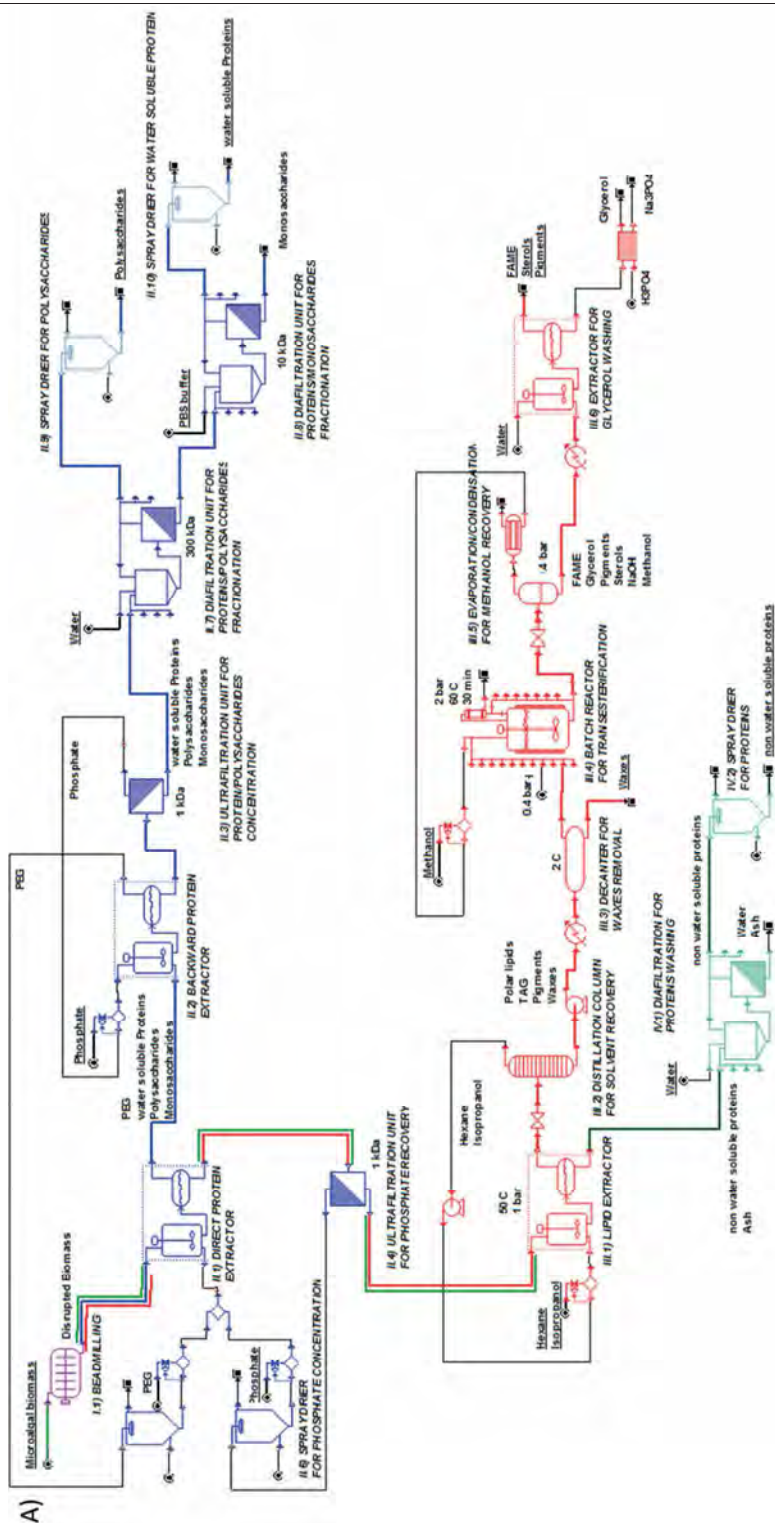 A)
Microalgal biomass
Disrupted Biomass
I.1) BEADMILLING
PEG
PEG
Phosphate
II.6) SPRAY DRIER
FOR PHOSPHATE CONCENTRATION
II.1) DIRECT PROTEIN
EXTRACTOR
PEG
water soluble Proteins
Polysaccharides
Monosaccharides
Phosphate
II.2) BACKWARD PROTEIN
EXTRACTOR
Phosphate
1 kDa
II.3) ULTRAFILTRATION UNIT FOR
PROTEIN/POLYSACCHARIDES
CONCENTRATION
water soluble Proteins
Polysaccharides
Monosaccharides
Water
300 kDa
II.7) DIAFILTRATION UNIT FOR
PROTEINS/POLYSACCHARIDES
FRACTIONATION
II.9) SPRAY DRIER FOR POLYSACCHARIDES
Polysaccharides
PBS buffer
10 kDa
II.8) DIAFILTRATION UNIT FOR
PROTEINS/MONOSACCHARIDES
FRACTIONATION
Monosaccharides
II.10) SPRAY DRIER FOR WATER SOLUBLE PROTEIN
water soluble Proteins
1 kDa
II.4) ULTRAFILTRATION UNIT
FOR PHOSPHATE RECOVERY
Hexane
Isopropanol
50 C
1 bar
III.1) LIPID EXTRACTOR
Hexane
Isopropanol
III.2) DISTILLATION COLUMN
FOR SOLVENT RECOVERY
Polar lipids
TAG
Pigments
Waxes
2 C
III.3) DECANTER FOR
WAXES REMOVAL
Waxes
Methanol
0.4 bar
2 bar
60 C
30 min
III.4) BATCH REACTOR
FOR TRANSESTERIFICATION
III.5) EVAPORATION/CONDENSATION
FOR METHANOL RECOVERY
.4 bar
FAME
Glycerol
Pigments
Sterols
NaOH
Methanol
Water
III.6) EXTRACTOR FOR
GLYCEROL WASHING
FAME
Sterols
Pigments
H3PO4
Glycerol
Na3PO4
non water soluble proteins
Ash
Water
IV.1) DIAFILTRATION FOR
PROTEINS WASHING
Water
Ash
non water soluble proteins
IV.2) SPRAY DRIER
FOR PROTEINS
non water soluble proteins